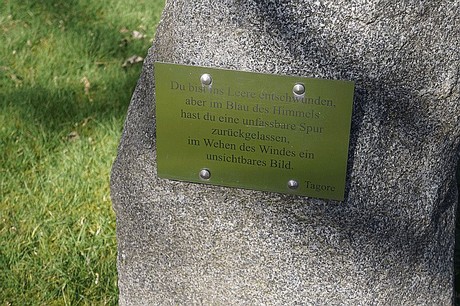 Du bist ins Leere entschwunden,
aber im Blau des Himmels
hast du eine unfassbare Spur
zurückgelassen,
im Wehen des Windes ein
unsichtbares Bild.
Tagore